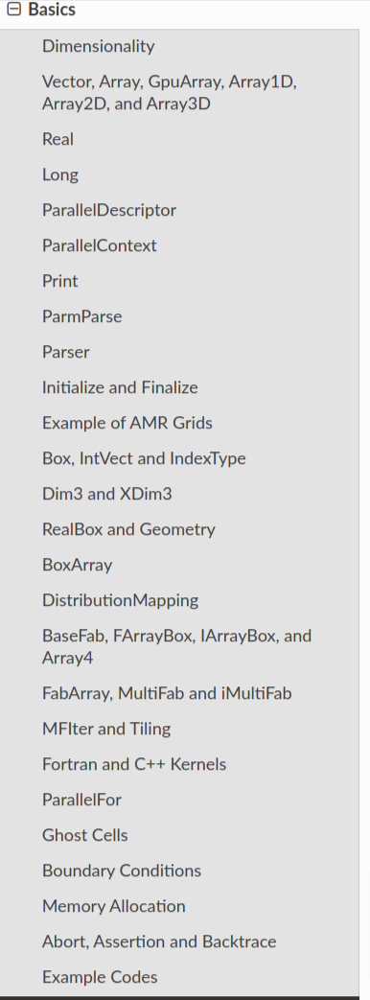 Basics
Dimensionality
Vector, Array, GpuArray, Array1D,
Array2D, and Array3D
Real
Long
ParallelDescriptor
ParallelContext
Print
ParmParse
Parser
Initialize and Finalize
Example of AMR Grids
Box, IntVect and IndexType
Dim3 and XDim3
RealBox and Geometry
BoxArray
DistributionMapping
BaseFab, FArrayBox, IArrayBox, and
Array4
FabArray, MultiFab and iMultiFab
MFIter and Tiling
Fortran and C++ Kernels
ParallelFor
Ghost Cells
Boundary Conditions
Memory Allocation
Abort, Assertion and Backtrace
Example Codes